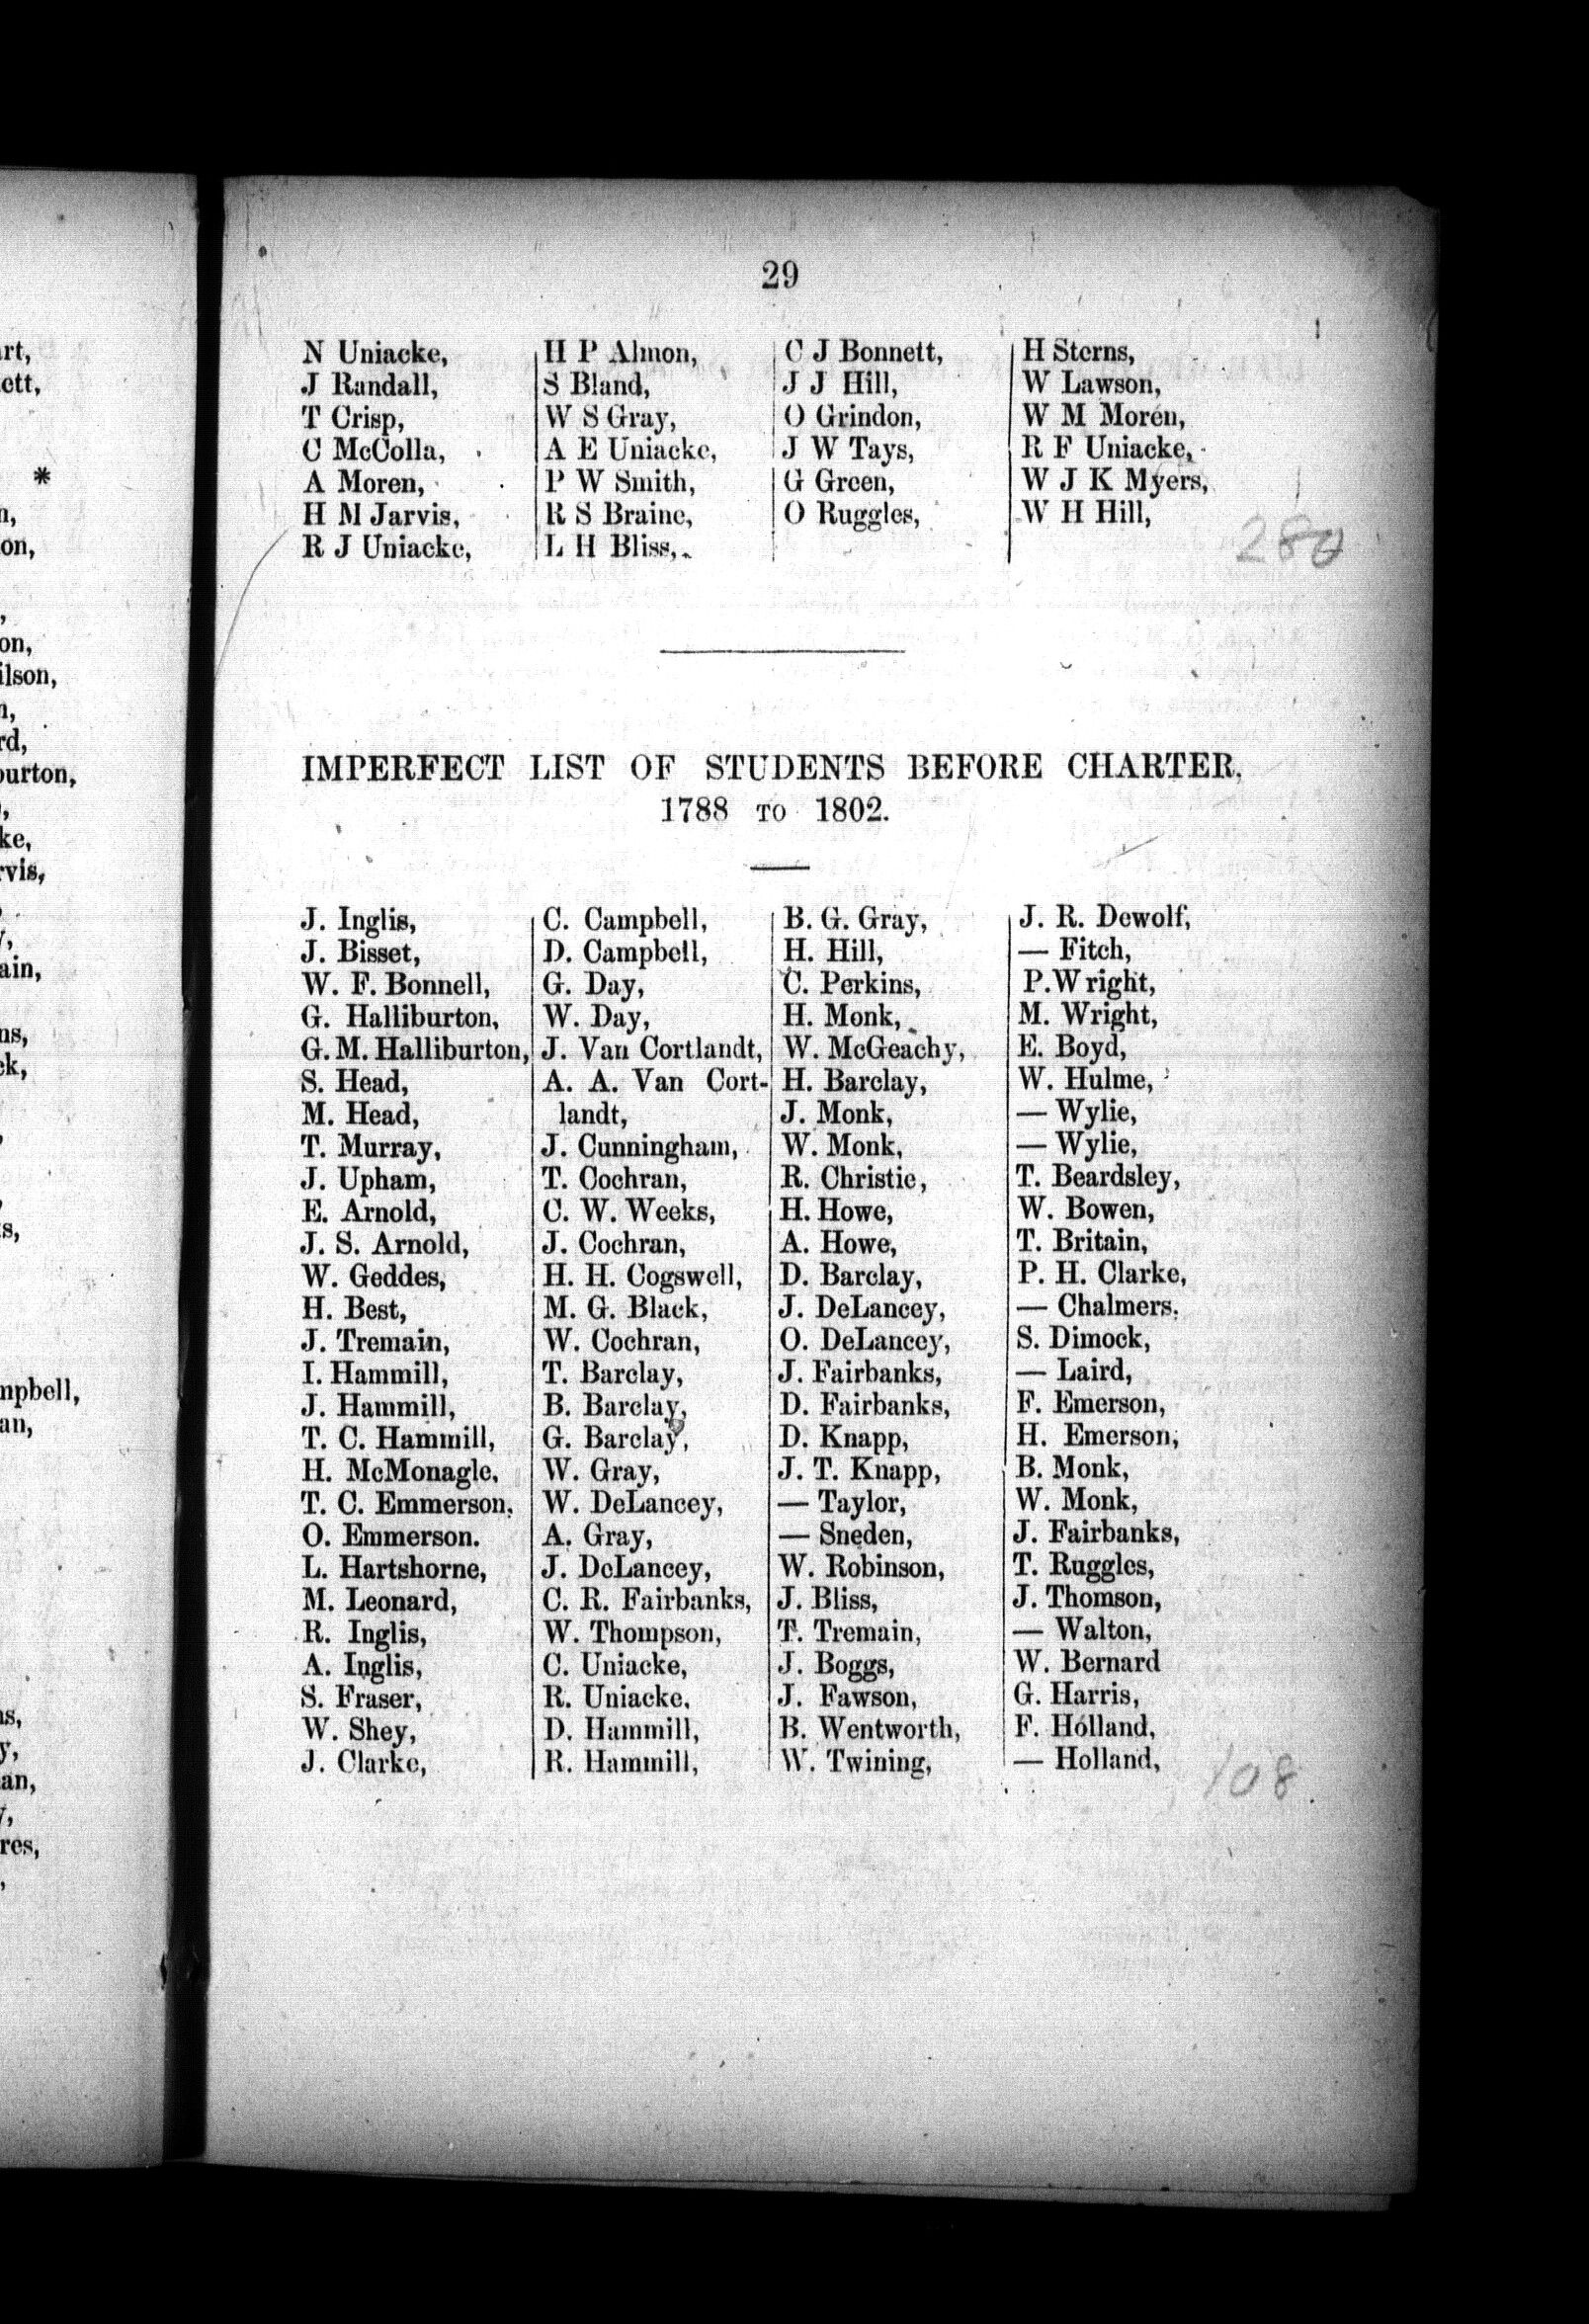 29
N Uniacke,
J Randall,
T Crisp,
C McColla,
A Moren,
H M Jarvis,
R J Uniacke,
H P Almon,
S Bland,
W S Gray,
A E Uniacke,
P W Smith,
R S Braine,
L H Bliss,
C J Bonnett,
J J Hill,
O Grindon,
J W Tays,
G Green,
O Ruggles,
H Sterns,
W Lawson,
W M Moren,
R F Uniacke,
W J K Myers,
W H Hill,
IMPERFECT LIST OF STUDENTS BEFORE CHARTER,
1788 TO 1802.
J. Inglis,
J. Bisset,
W. F. Bonnell,
G. Halliburton,
G. M. Halliburton,
S. Head,
M. Head,
T. Murray,
J. Upham,
E. Arnold,
J. S. Arnold,
W. Geddes,
H. Best,
J. Tremain,
I. Hammill,
J. Hammill,
T. C. Hammill,
H. McMonagle,
T. C. Emmerson,
O. Emmerson.
L. Hartshorne,
M. Leonard,
R. Inglis,
A. Inglis,
S. Fraser,
W. Shey,
J. Clarke,
C. Campbell,
D. Campbell,
G. Day,
W. Day,
J. Van Cortlandt,
A. A. Van Cort-
landt,
J. Cunningham,
T. Cochran,
C. W. Weeks,
J. Cochran,
H. H. Cogswell,
M. G. Black,
W. Cochran,
T. Barclay,
B. Barclay,
G. Barclay,
W. Gray,
W. DeLancey,
A. Gray,
J. DeLancey,
C. R. Fairbanks,
W. Thompson,
C. Uniacke,
R. Uniacke.
D. Hammill,
R. Hammill,
B. G. Gray,
H. Hill,
C. Perkins,
H. Monk,
W. McGeachy,
H. Barclay,
J. Monk,
W. Monk,
R. Christie,
H. Howe,
A. Howe,
D. Barclay,
J. DeLancey,
O. DeLancey,
J. Fairbanks,
D. Fairbanks,
D. Knapp,
J. T. Knapp,
— Taylor,
— Sneden,
W. Robinson,
J. Bliss,
T. Tremain,
J. Boggs,
J. Fawson,
B. Wentworth,
W. Twining,
J. R. Dewolf,
— Fitch,
P. Wright,
M. Wright,
E. Boyd,
W. Hulme,
— Wylie,
— Wylie,
T. Beardsley,
W. Bowen,
T. Britain,
P. H. Clarke,
— Chalmers.
S. Dimock,
— Laird,
F. Emerson,
H. Emerson,
B. Monk,
W. Monk,
J. Fairbanks,
T. Ruggles,
J. Thomson,
— Walton,
W. Bernard
G. Harris,
F. Holland,
— Holland,
108